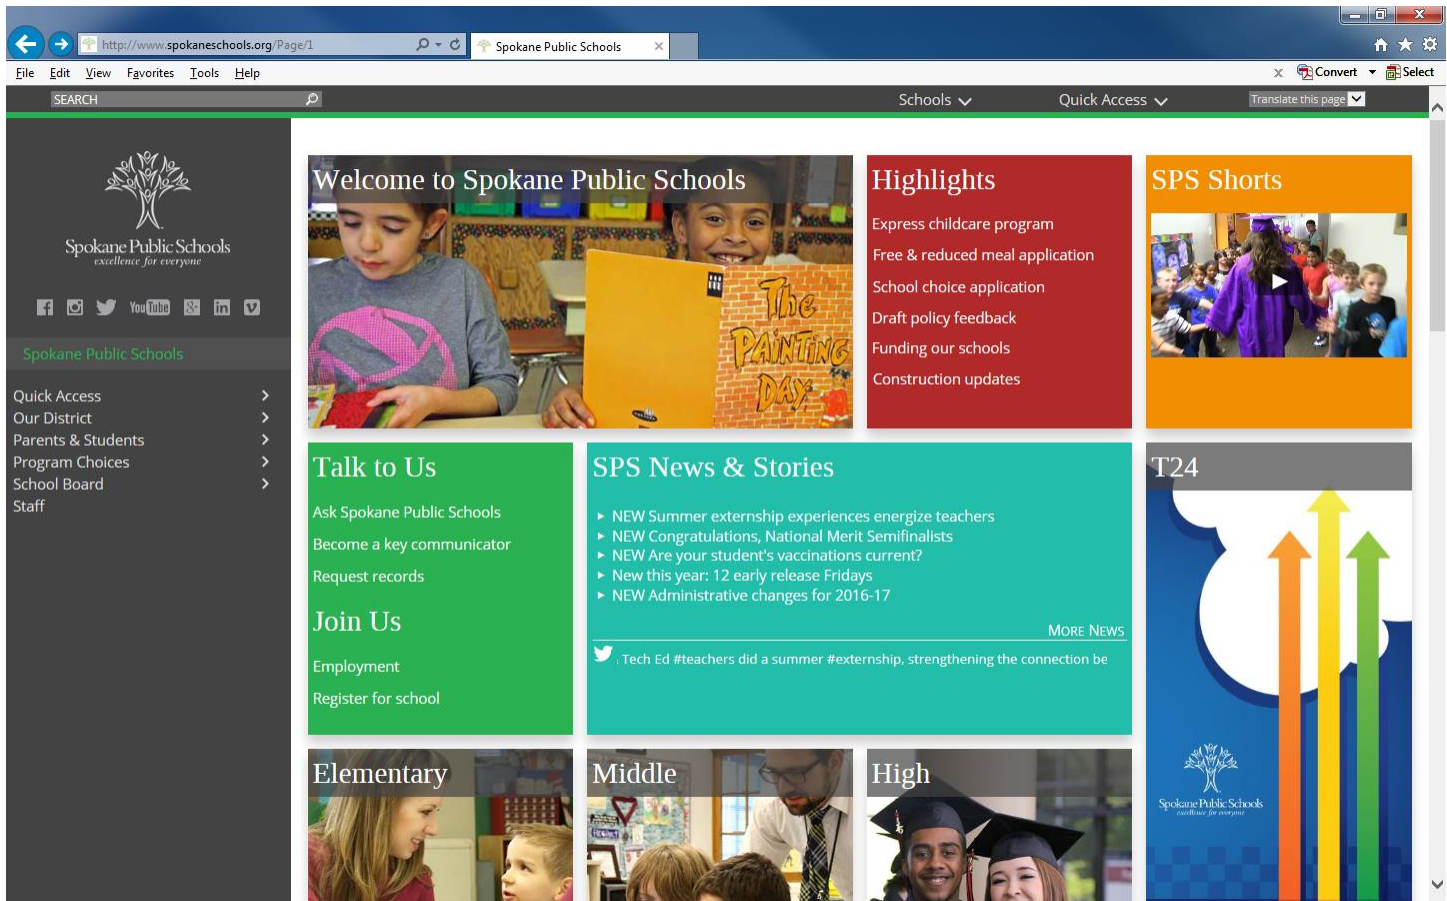 http://www.spokaneschools.org/Page/1
Spokane Public Schools
File Edit View Favorites Tools Help
Convert
Select
SEARCH
Schools
Quick Access
Translate this page
Spokane Public Schools
excellence for everyone
You Tube
Spokane Public Schools
Quick Access
Our District
Parents & Students
Program Choices
School Board
Staff
Welcome to Spokane Public Schools
The
PAINTING
DAY
Highlights
Express childcare program
Free & reduced meal application
School choice application
Draft policy feedback
Funding our schools
Construction updates
SPS Shorts
Talk to Us
Ask Spokane Public Schools
Become a key communicator
Request records
Join Us
Employment
Register for school
SPS News & Stories
NEW Summer externship experiences energize teachers
NEW Congratulations, National Merit Semifinalists
NEW Are your student's vaccinations current?
New this year: 12 early release Fridays
NEW Administrative changes for 2016-17
MORE NEWS
: Tech Ed #teachers did a summer #externship, strengthening the connection be
T24
Spokane Public Schools
excellence for everyone
Elementary
Middle
High